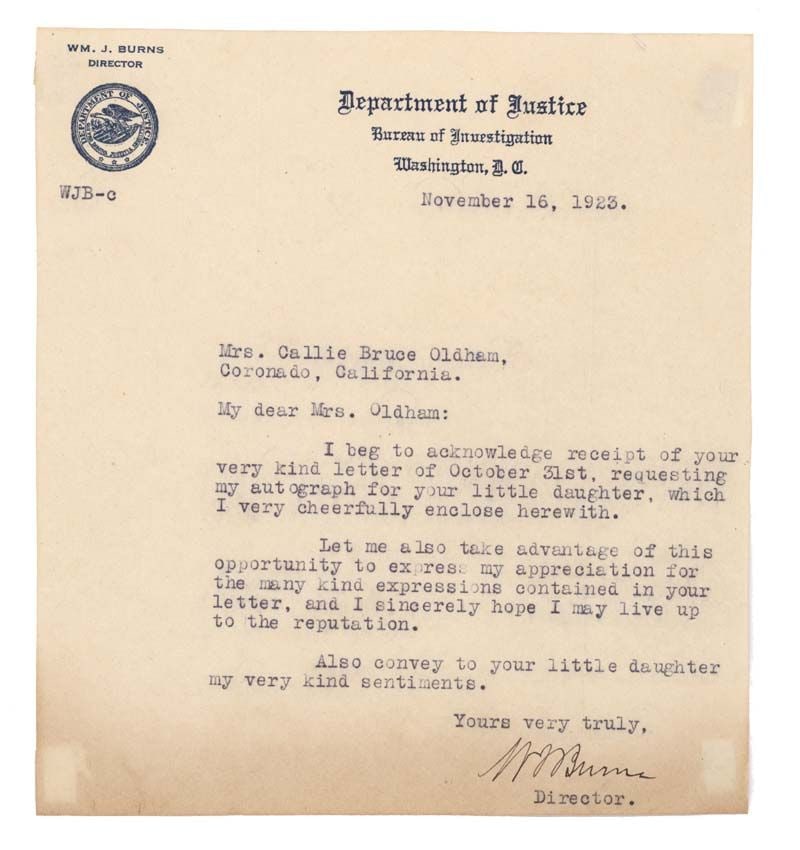 WM. J. BURNS
DIRECTOR
DEPARTMENT OF JUSTICE
Department of Justice
Bureau of Investigation
Washington, D. C.
WJB-c
November 16, 1923.
Mrs. Callie Bruce Oldham,
Coronado, California.
My dear Mrs. Oldham:
I beg to acknowledge receipt of your
very kind letter of October 31st, requesting
my autograph for your little daughter, which
I very cheerfully enclose herewith.
Let me also take advantage of this
opportunity to express my appreciation for
the many kind expressions contained in your
letter, and I sincerely hope I may live up
to the reputation.
Also convey to your little daughter
my very kind sentiments.
Yours very truly,
WJBurns
Director.